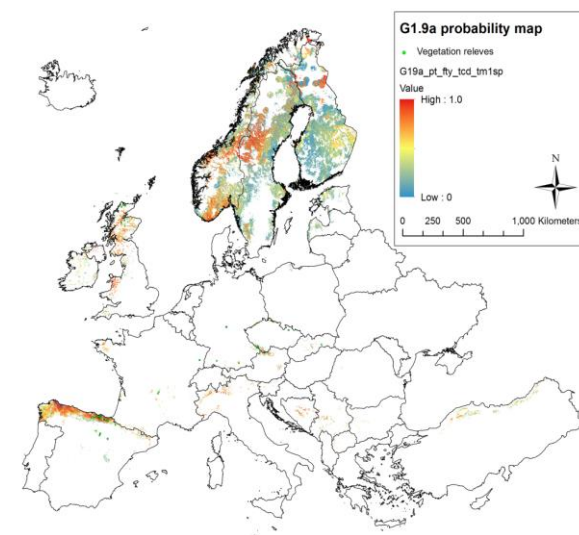 G1.9a probability map
Vegetation releves
G19a_pt_fty_tcd_tm1sp
Value
High : 1.0
Low : 0
N
0 250 500 1,000 Kilometers